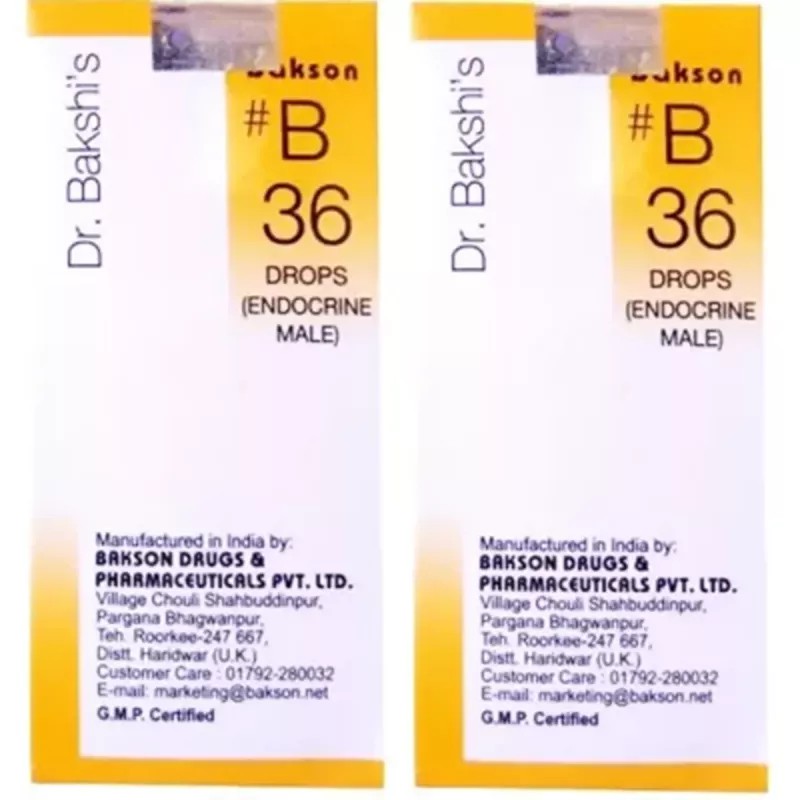 Dr. Bakshi's
Bakson
#B
36
DROPS
(ENDOCRINE
MALE)
Manufactured in India by:
BAKSON DRUGS &
PHARMACEUTICALS PVT. LTD.
Village Chouli Shahbuddinpur,
Pargana Bhagwanpur,
Teh. Roorkee-247 667,
Distt. Haridwar (U.K.)
Customer Care : 01792-280032
E-mail: marketing@bakson.net
G.M.P. Certified
Dr. Bakshi's
Bakson
#B
36
DROPS
(ENDOCRINE
MALE)
Manufactured in India by:
BAKSON DRUGS &
PHARMACEUTICALS PVT. LTD.
Village Chouli Shahbuddinpur,
Pargana Bhagwanpur,
Teh. Roorkee-247 667,
Distt. Haridwar (U.K.)
Customer Care : 01792-280032
E-mail: marketing@bakson.net
G.M.P. Certified